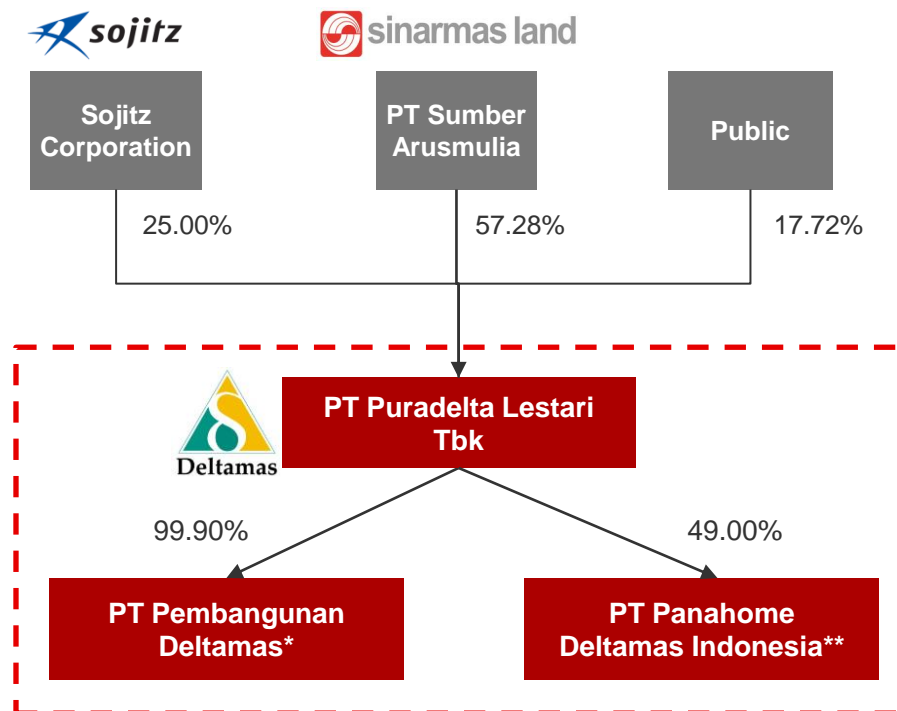 sojitz
sinarmas land
Sojitz
Corporation
PT Sumber
Arusmulia
Public
25.00%
57.28%
17.72%
PT Puradelta Lestari
Tbk
Deltamas
99.90%
49.00%
PT Pembangunan
Deltamas*
PT Panahome
Deltamas Indonesia**